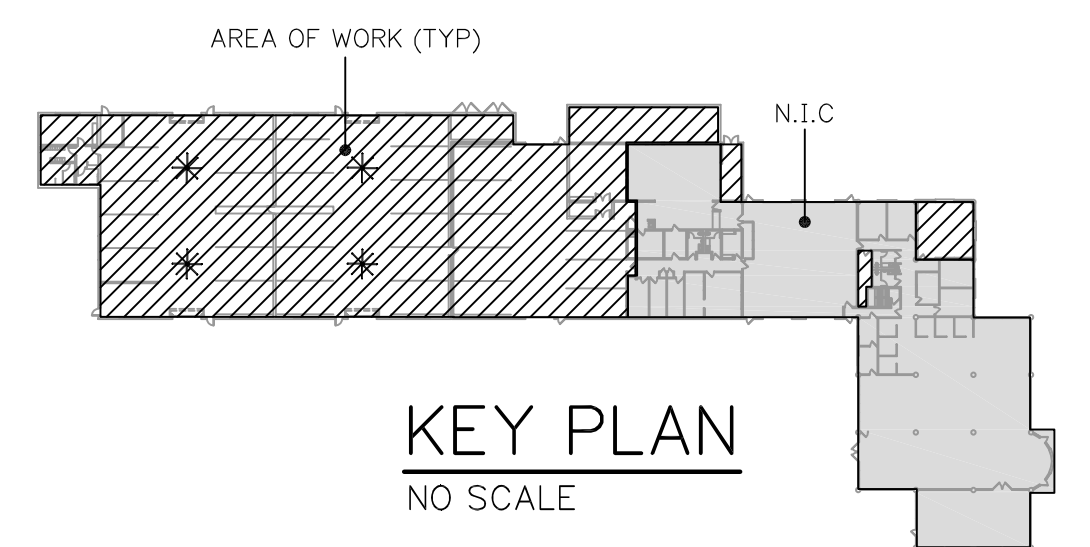 AREA OF WORK (TYP)
N.I.C
KEY PLAN
NO SCALE